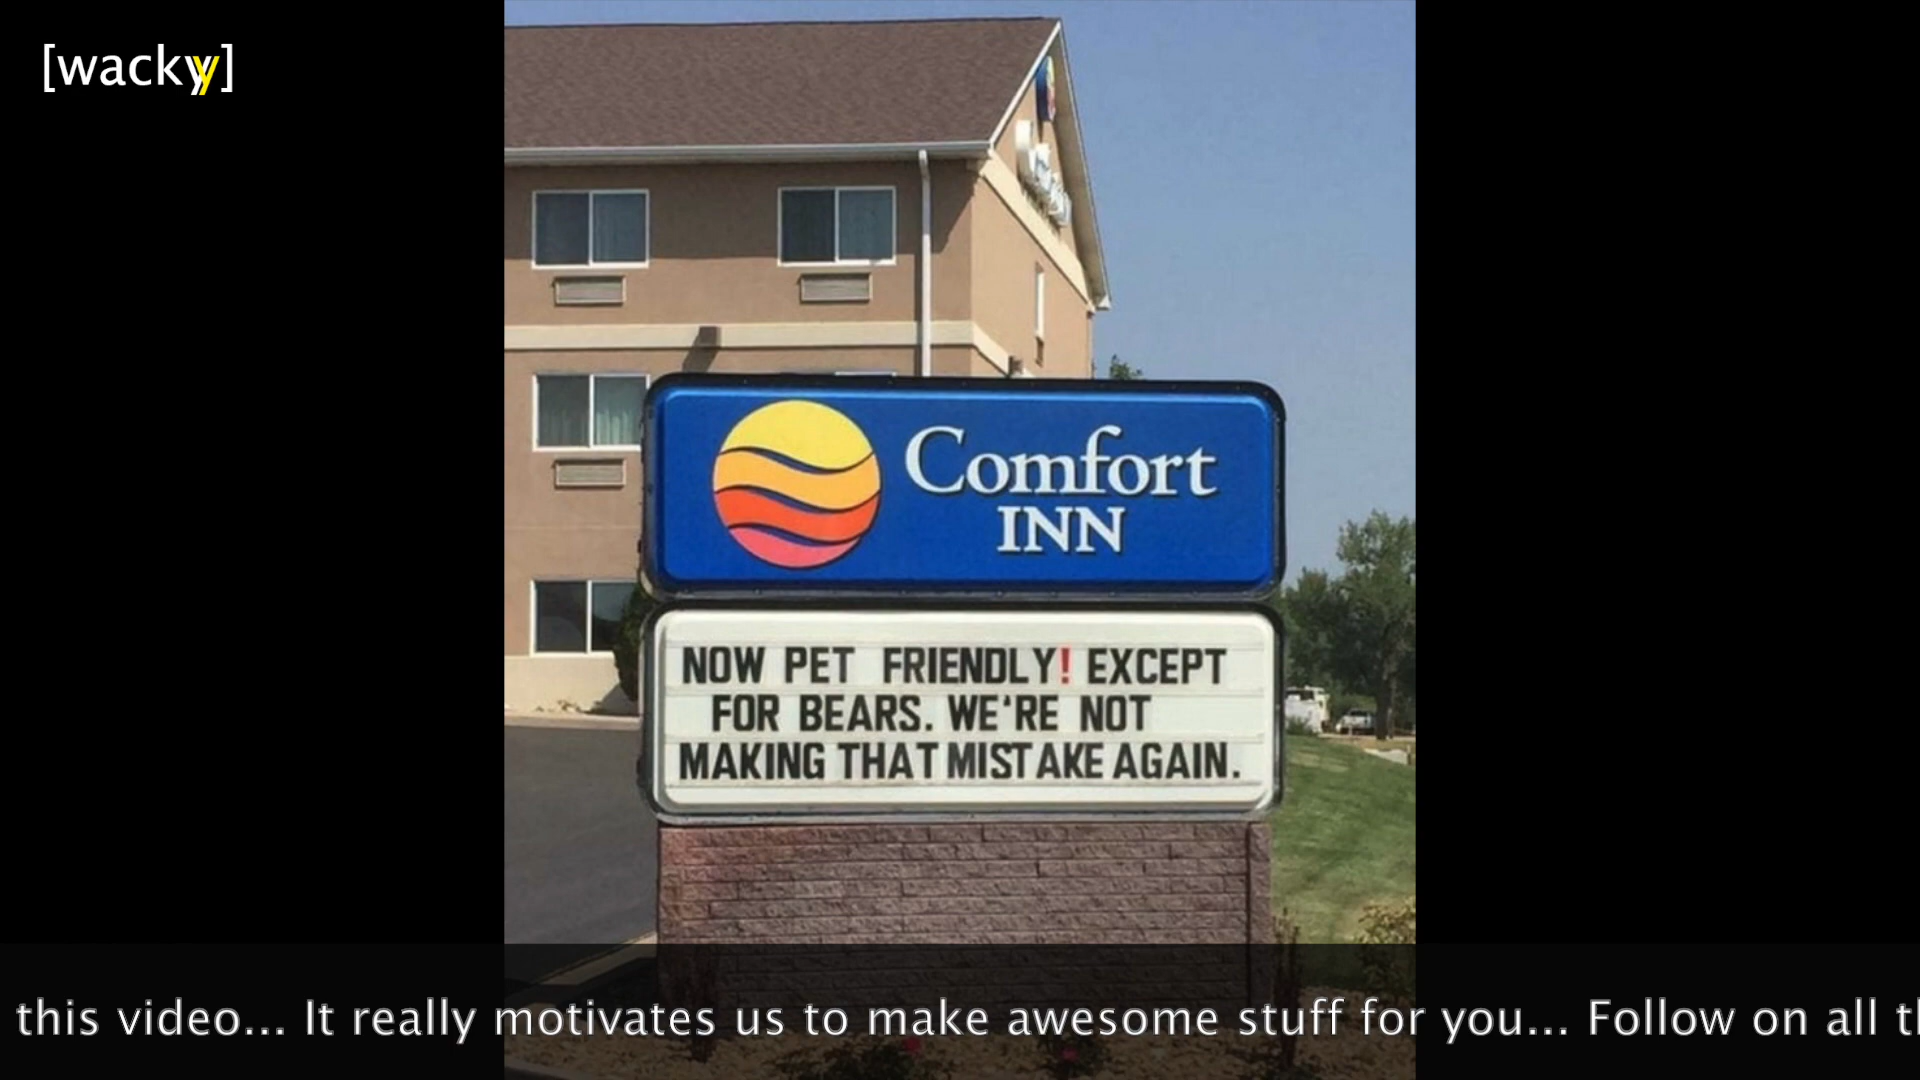 [wackyy]
Comfort
INN
NOW PET FRIENDLY! EXCEPT
FOR BEARS. WE'RE NOT
MAKING THAT MISTAKE AGAIN.
this video... It really motivates us to make awesome stuff for you... Follow on all